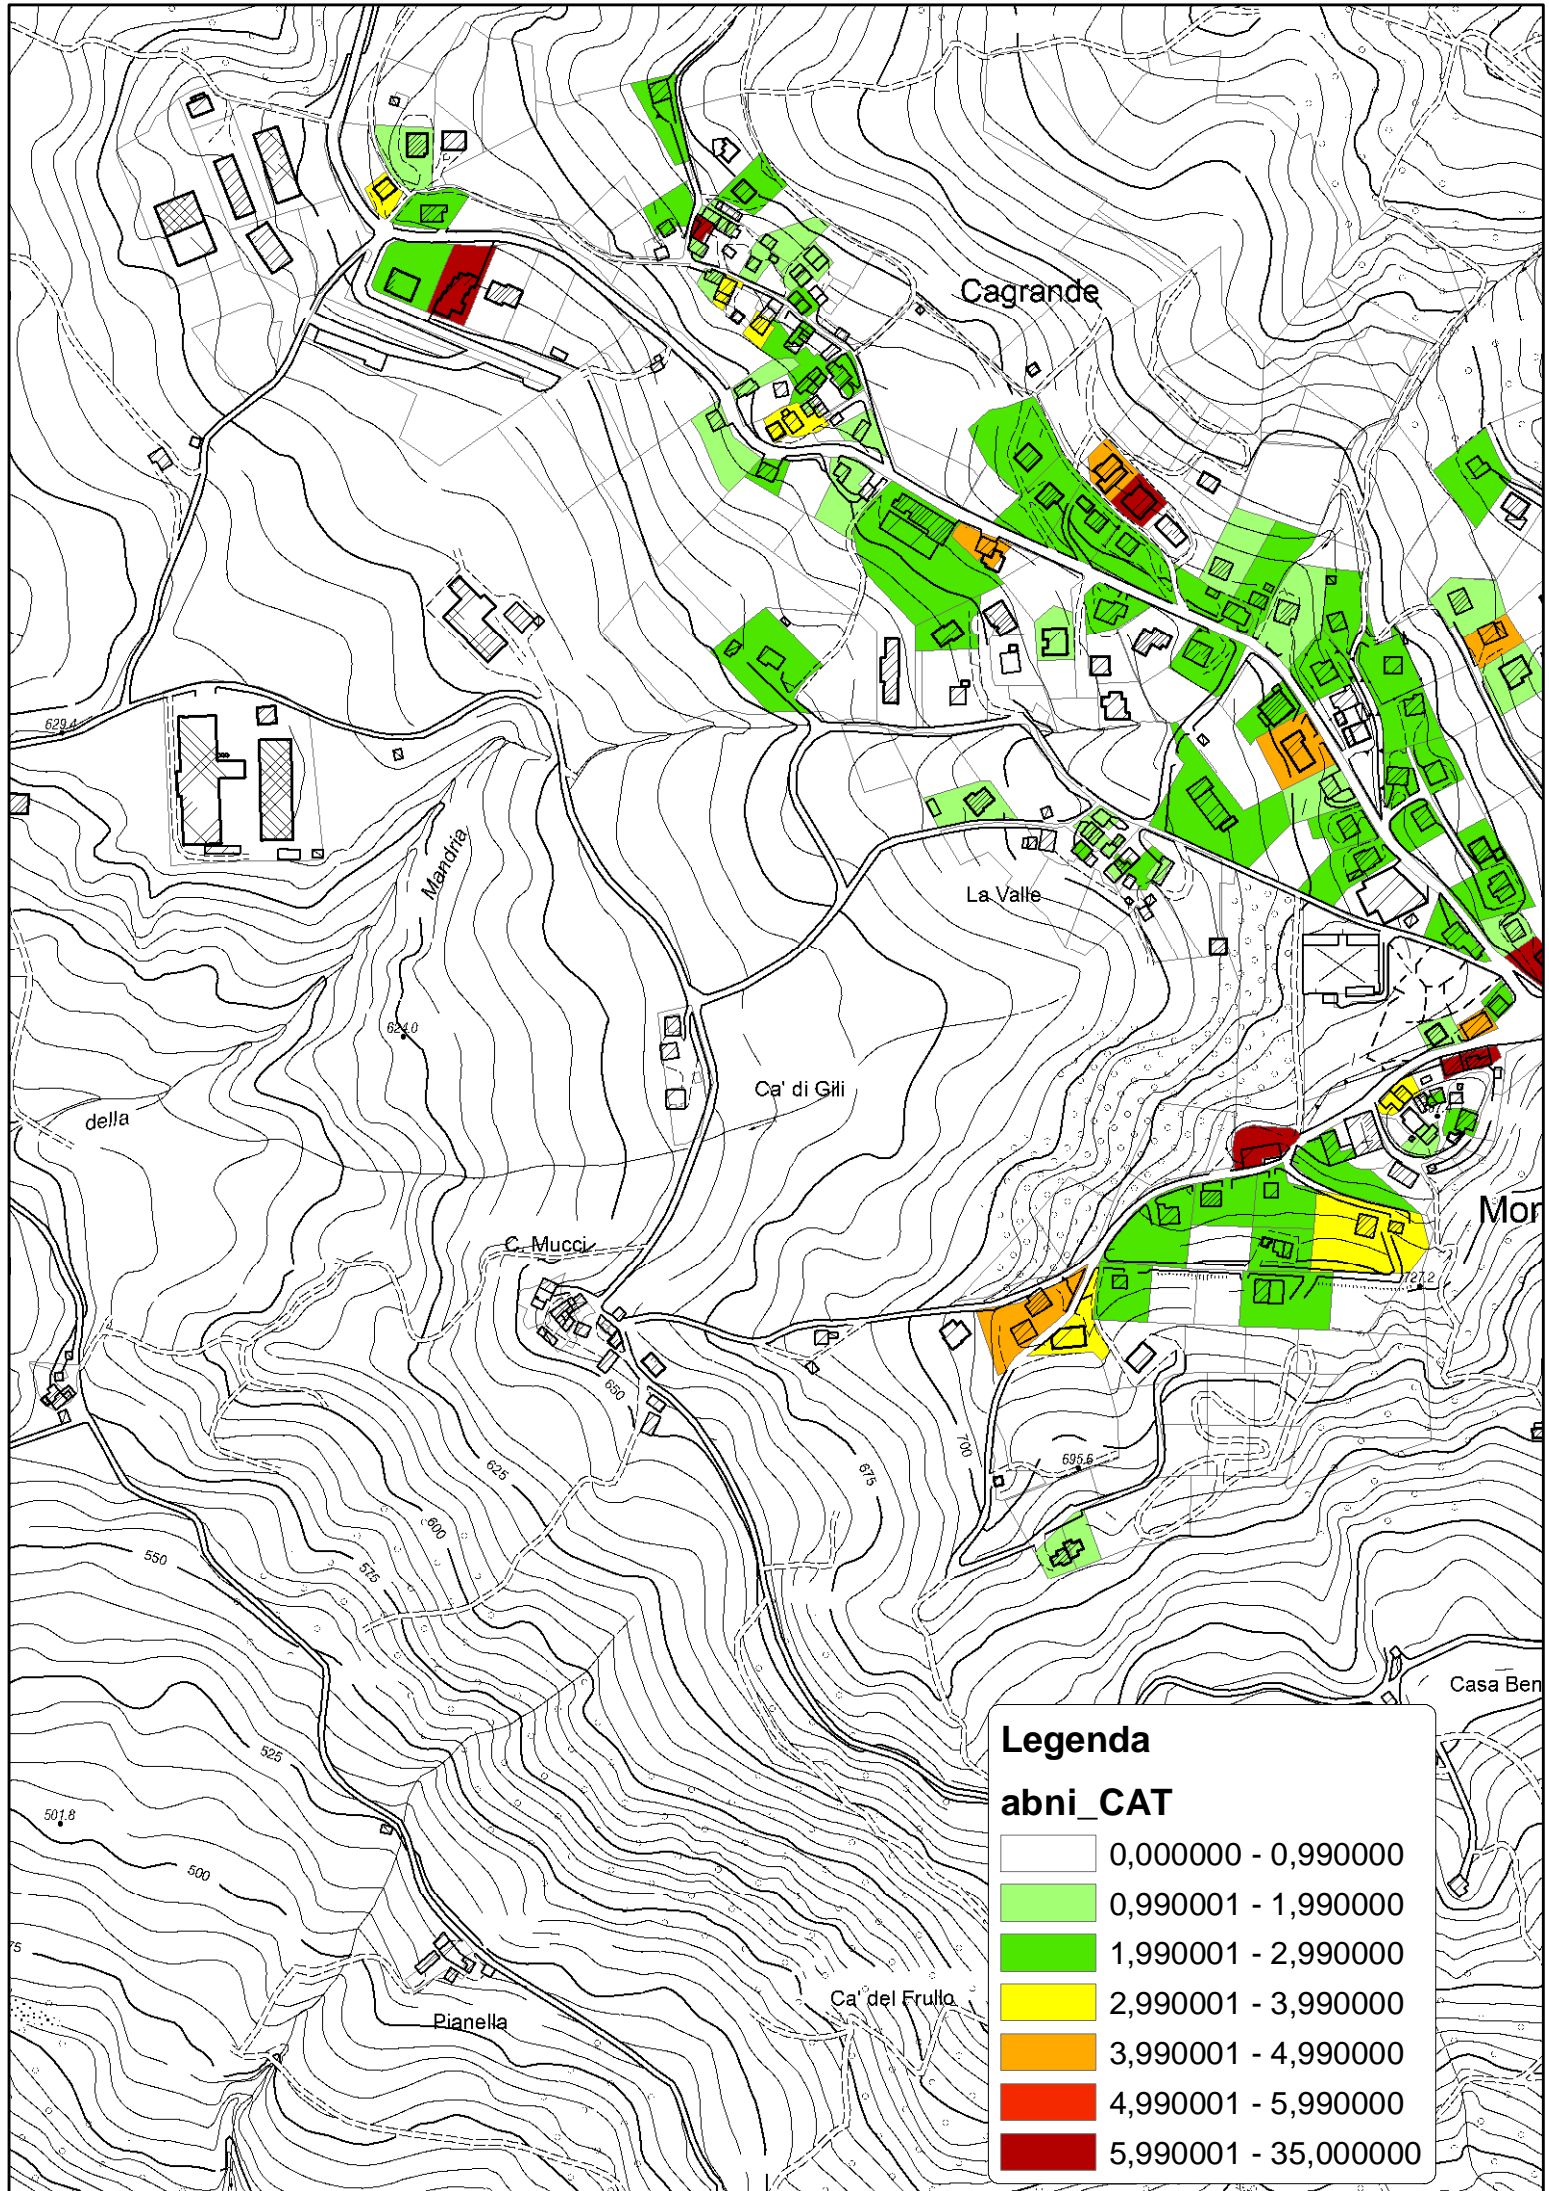 Cagrande
629.4
Mandria
La Valle
624.0
Ca' di Gili
della
Mor
C. Mucci
727.2
650
700
695.6
675
625
600
575
550
Casa Ben
525
501.8
500
75
Pianella
Ca' del Frullo
Legenda
abni_CAT
0,000000 - 0,990000
0,990001 - 1,990000
1,990001 - 2,990000
2,990001 - 3,990000
3,990001 - 4,990000
4,990001 - 5,990000
5,990001 - 35,000000